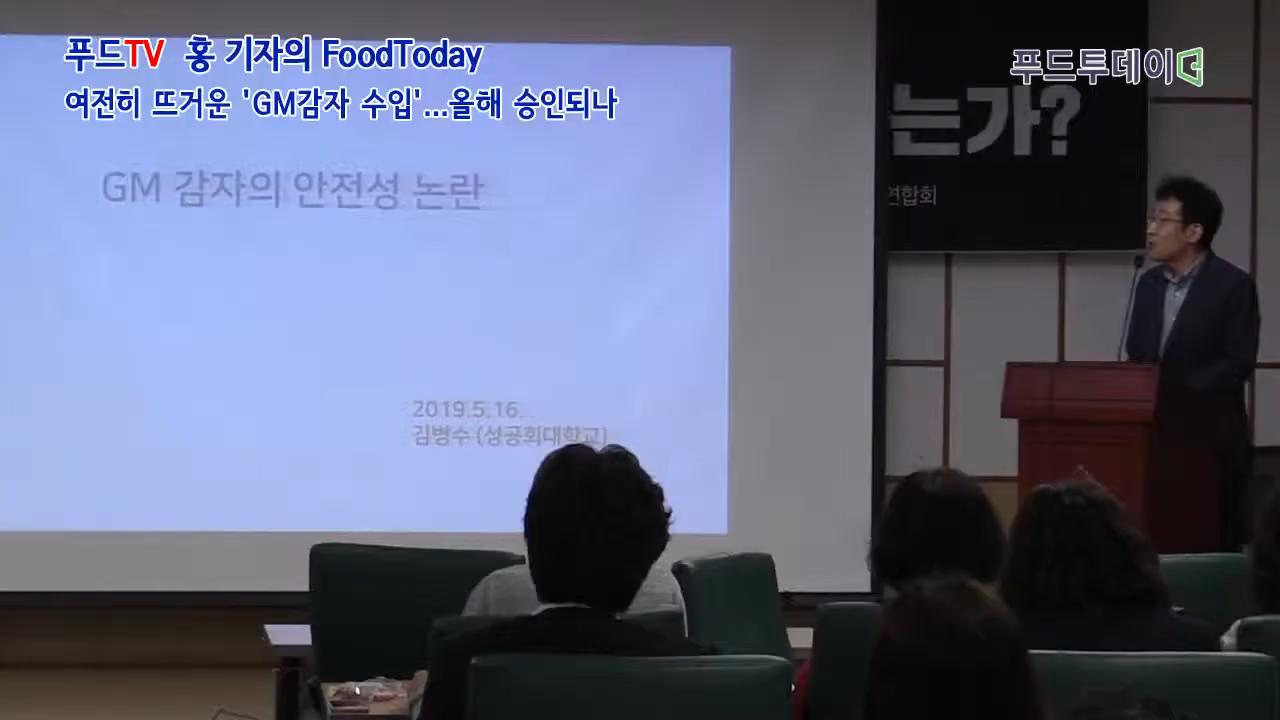 푸드TV 홍 기자의 FoodToday
여전히 뜨거운 'GM감자 수입'...올해 승인되나
푸드투데이
는가?
연합회
GM 감자의 안전성 논란
2019.5.16.
김병수 (성공회대학교)